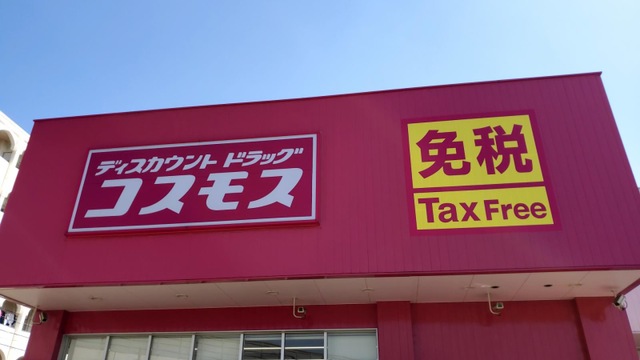 ディスカウント ドラッグ
コスモス
免税
Tax Free